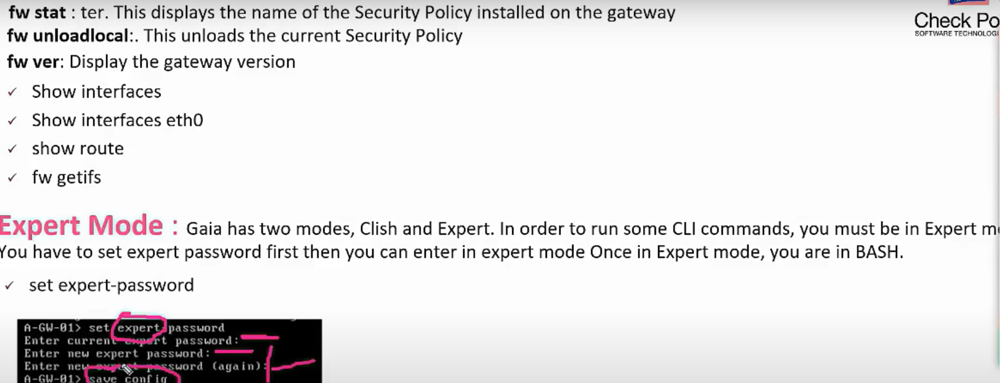 fw stat : ter. This displays the name of the Security Policy installed on the gateway
Check Po
SOFTWARE TECHNOLOGI
fw unloadlocal:. This unloads the current Security Policy
fw ver: Display the gateway version
✓ Show interfaces
✓ Show interfaces eth0
✓ show route
✓ fw getifs
Expert Mode : Gaia has two modes, Clish and Expert. In order to run some CLI commands, you must be in Expert mo
You have to set expert password first then you can enter in expert mode Once in Expert mode, you are in BASH.
✓ set expert-password
A-GW-01> set expert-password
Enter current expert password:
Enter new expert password:
Enter new expert password (again):
A-GW-01> save config